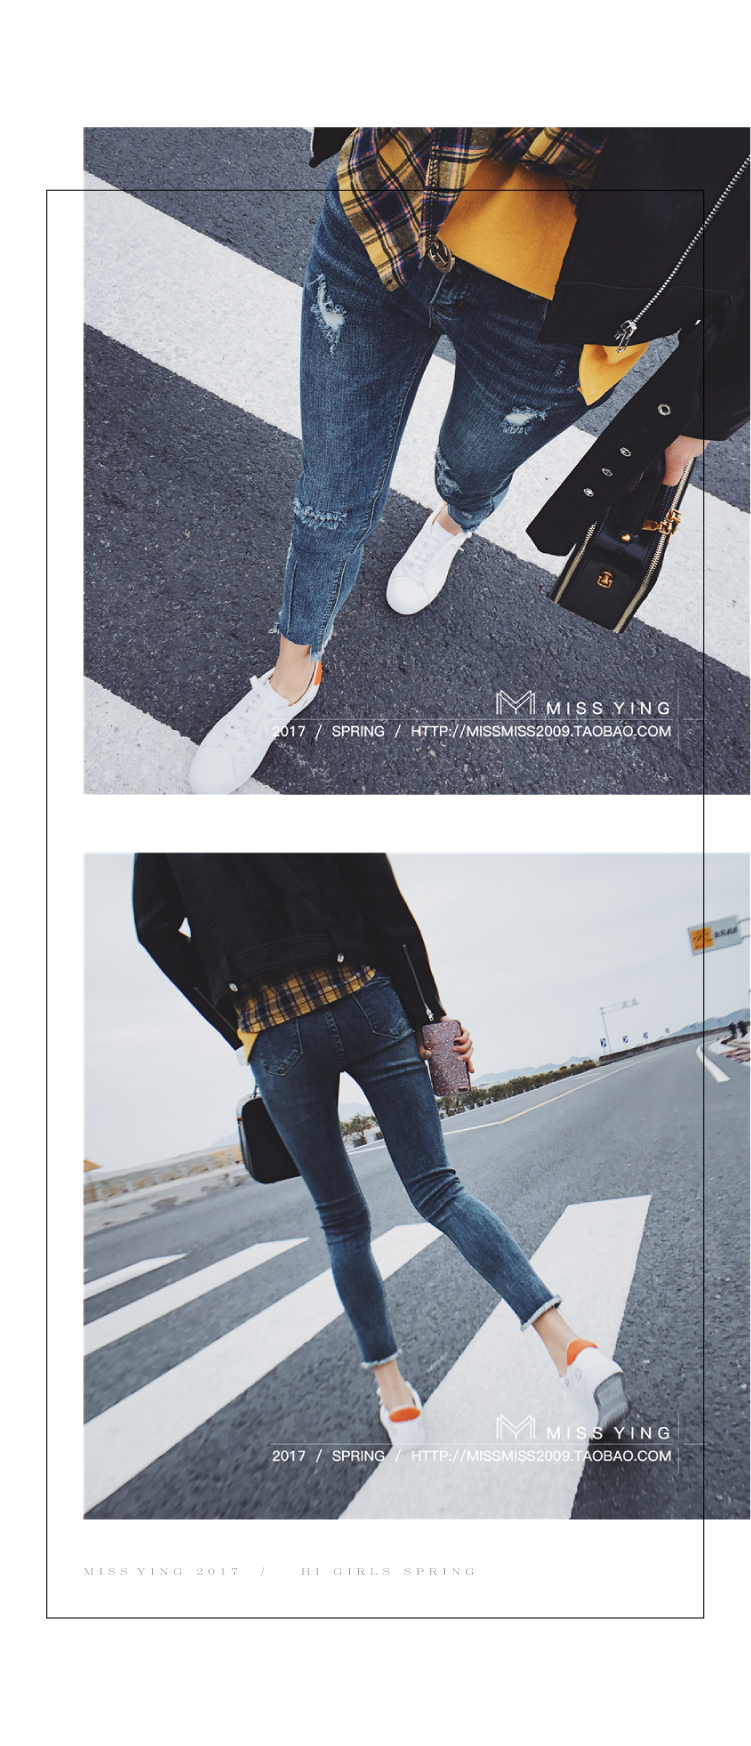 MISS YING
2017 / SPRING / HTTP://MISSMISS2009.TAOBAO.COM
MISS YING
2017 / SPRING / HTTP://MISSMISS2009.TAOBAO.COM
MISS YING 2017 / HI GIRLS SPRING